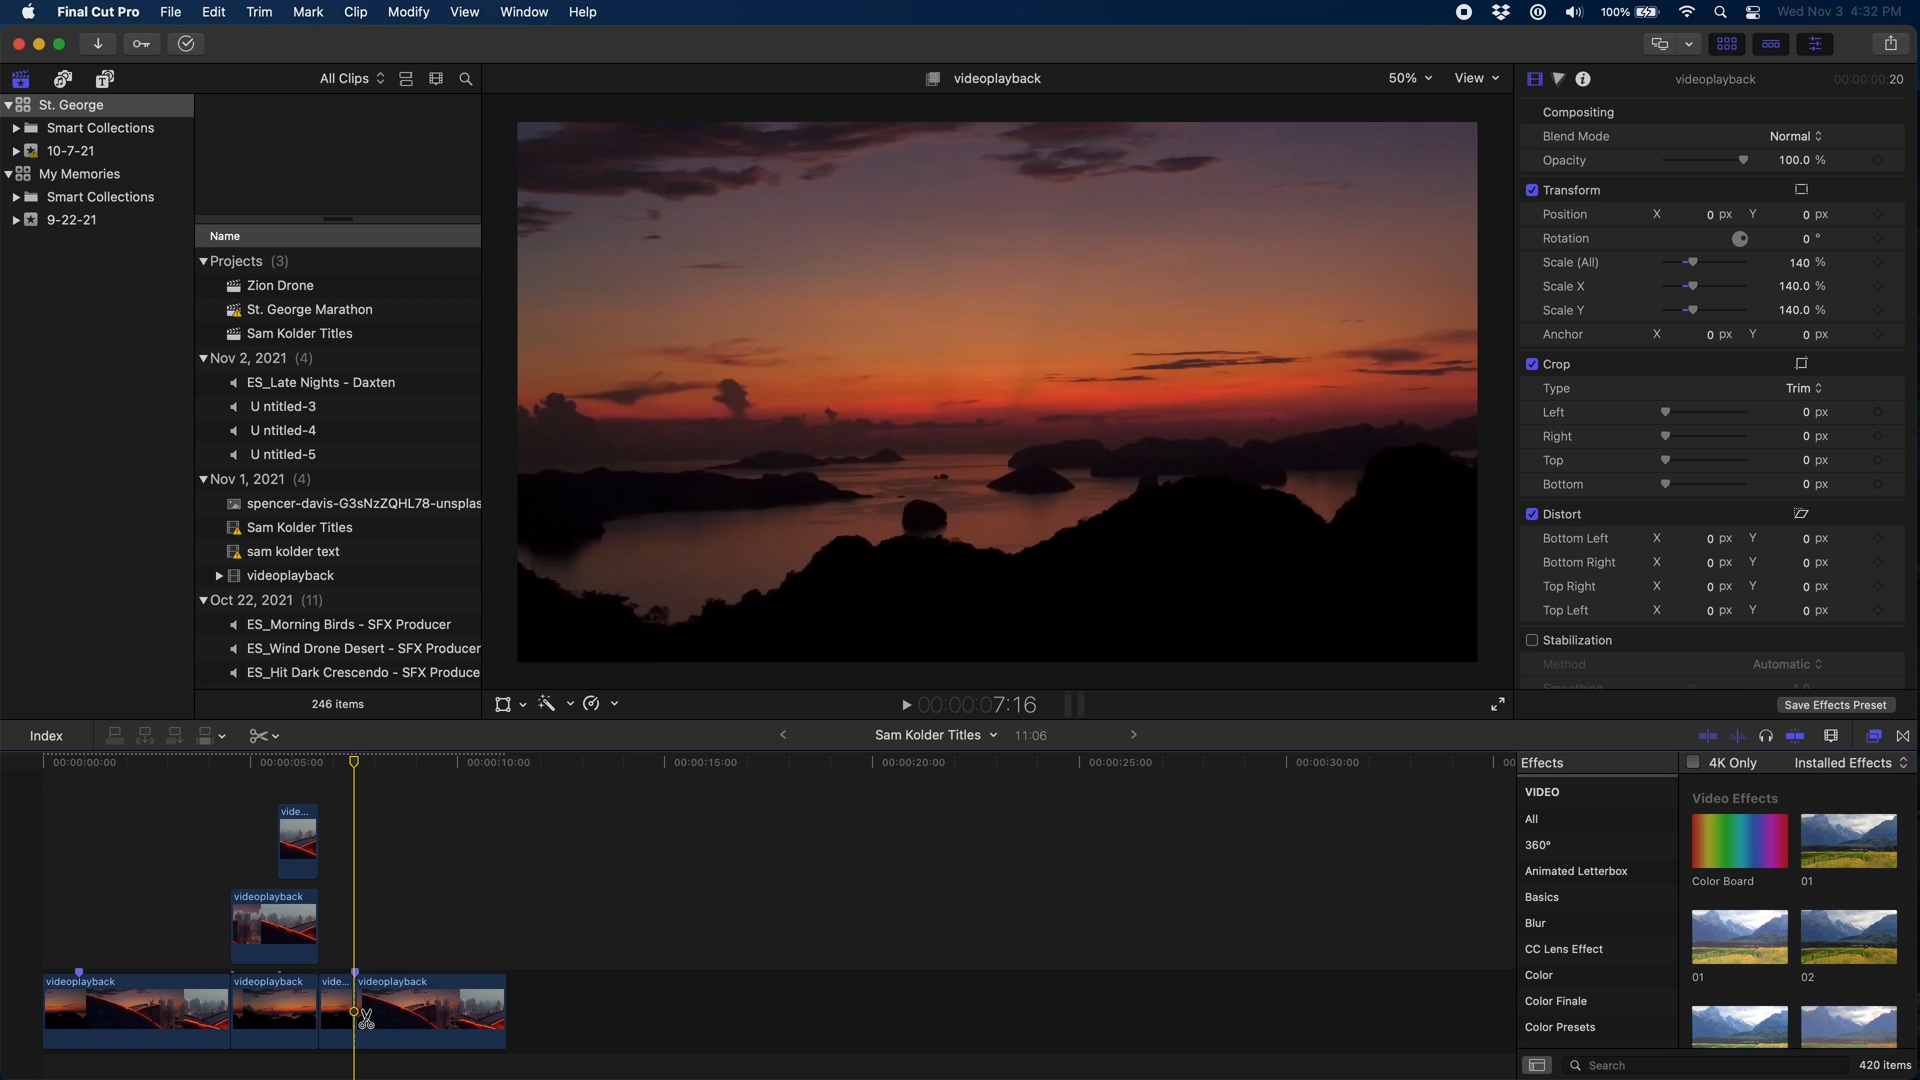 Final Cut Pro File Edit Trim Mark Clip Modify View Window Help 100% Wed Nov 3 4:32 PM
All Clips videoplayback 50% View videoplayback 00:00:00:20
St. George
Smart Collections
10-7-21
My Memories
Smart Collections
9-22-21
Name
Projects (3)
Zion Drone
St. George Marathon
Sam Kolder Titles
Nov 2, 2021 (4)
ES_Late Nights - Daxten
U ntitled-3
U ntitled-4
U ntitled-5
Nov 1, 2021 (4)
spencer-davis-G3sNzZQHL78-unsplas
Sam Kolder Titles
sam kolder text
videoplayback
Oct 22, 2021 (11)
ES_Morning Birds - SFX Producer
ES_Wind Drone Desert - SFX Producer
ES_Hit Dark Crescendo - SFX Produce
246 items
00:00:07:16
Compositing
Blend Mode Normal
Opacity 100.0 %
Transform
Position X 0 px Y 0 px
Rotation 0 °
Scale (All) 140 %
Scale X 140.0 %
Scale Y 140.0 %
Anchor X 0 px Y 0 px
Crop
Type Trim
Left 0 px
Right 0 px
Top 0 px
Bottom 0 px
Distort
Bottom Left X 0 px Y 0 px
Bottom Right X 0 px Y 0 px
Top Right X 0 px Y 0 px
Top Left X 0 px Y 0 px
Stabilization
Method Automatic
Smoothing 1.0
Save Effects Preset
Index Sam Kolder Titles 11:06
00:00:00:00 00:00:05:00 00:00:10:00 00:00:15:00 00:00:20:00 00:00:25:00 00:00:30:00 00
vide...
videoplayback
videoplayback videoplayback vide... videoplayback
Effects 4K Only Installed Effects
VIDEO
All
360°
Animated Letterbox
Basics
Blur
CC Lens Effect
Color
Color Finale
Color Presets
Video Effects
Color Board 01
01 02
Search 420 items